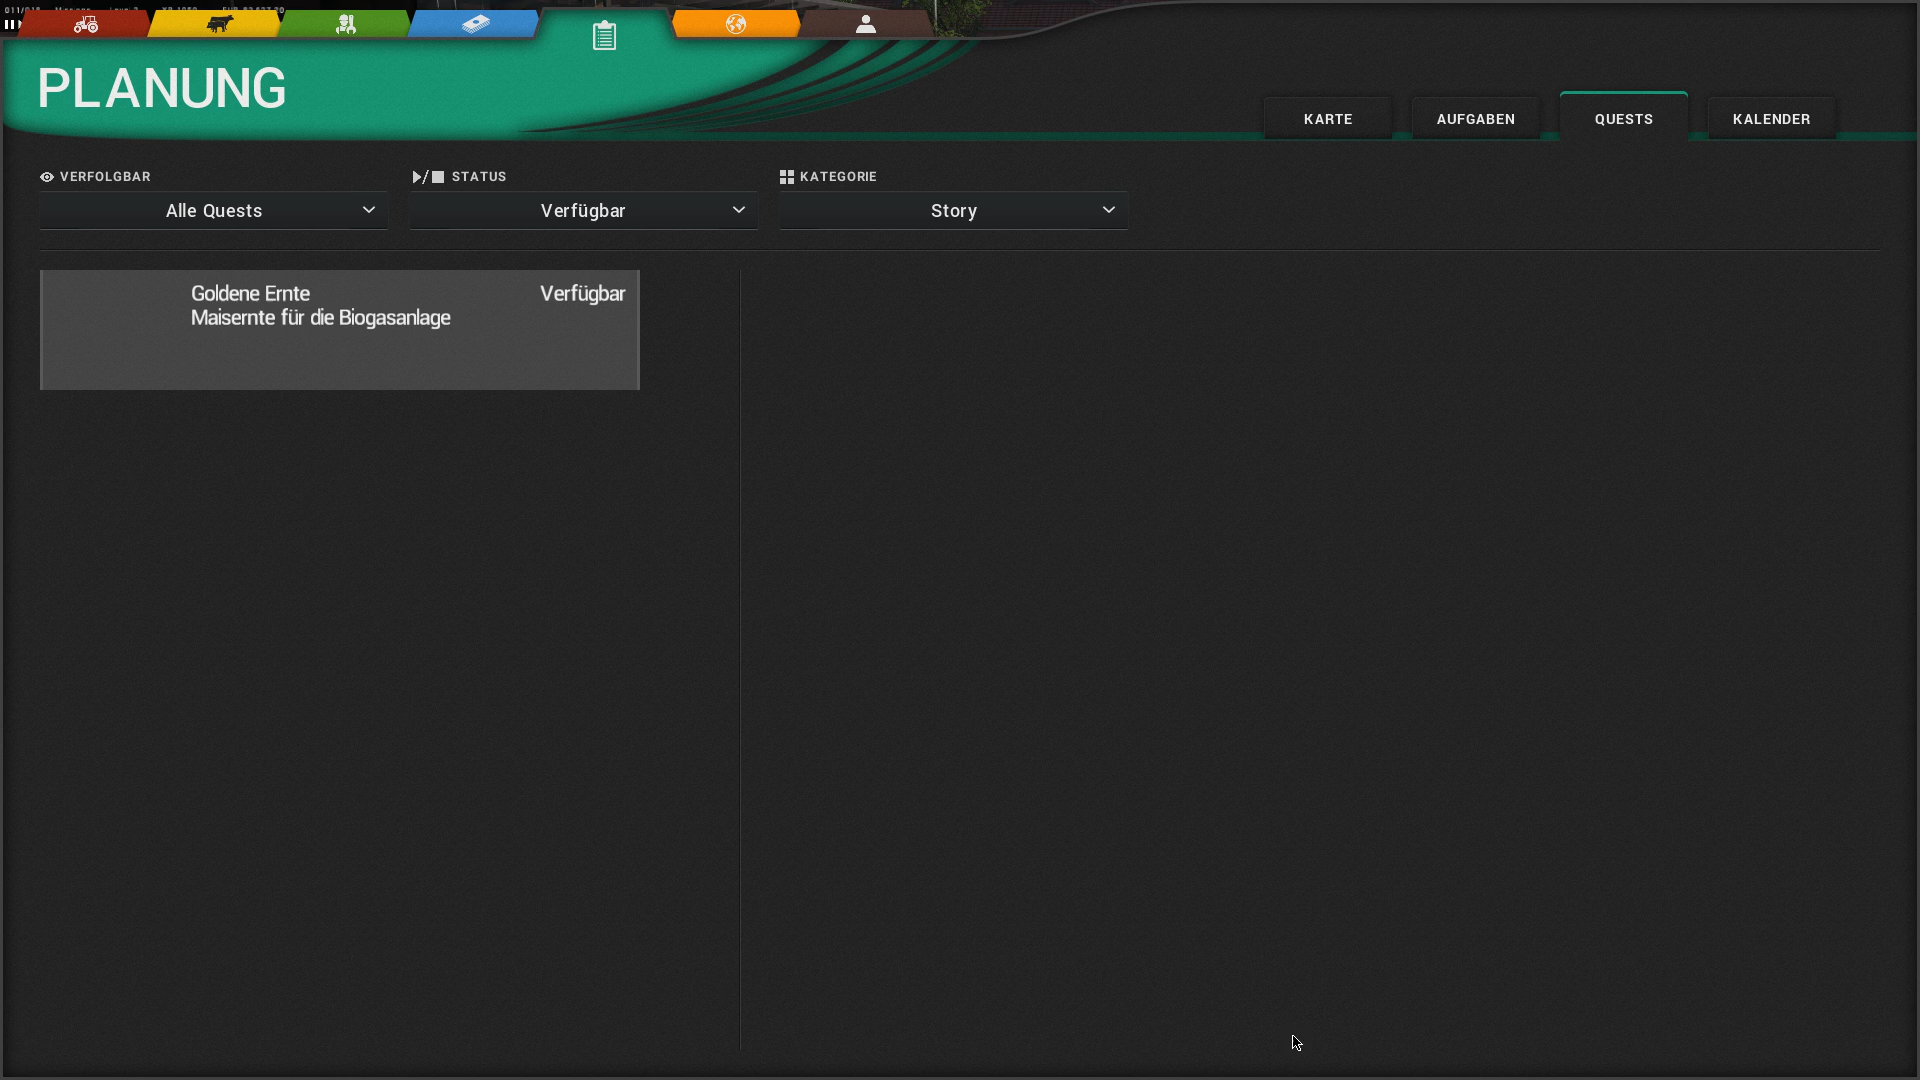 PLANUNG
KARTE
AUFGABEN
QUESTS
KALENDER
VERFOLGBAR
STATUS
KATEGORIE
Alle Quests
Verfügbar
Story
Goldene Ernte
Verfügbar
Maisernte für die Biogasanlage